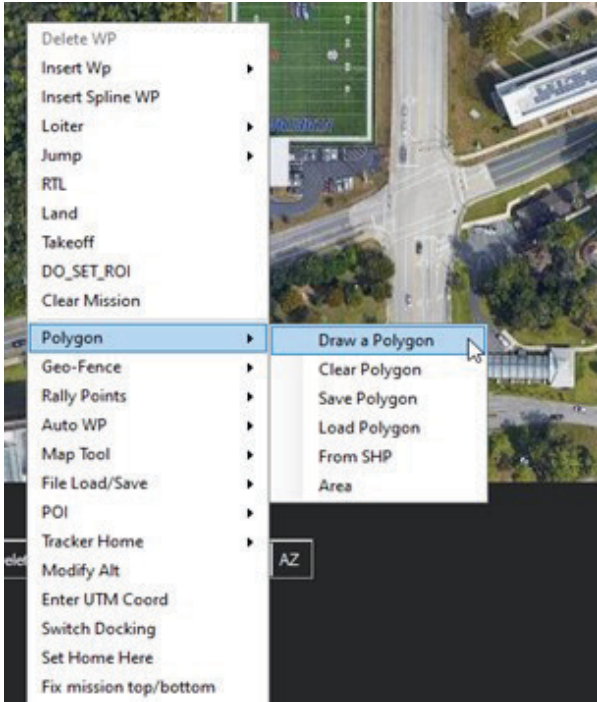 Delete WP
Insert Wp
Insert Spline WP
Loiter
Jump
RTL
Land
Takeoff
DO_SET_ROI
Clear Mission
Polygon
Geo-Fence
Rally Points
Auto WP
Map Tool
File Load/Save
POI
Tracker Home
Modify Alt
Enter UTM Coord
Switch Docking
Set Home Here
Fix mission top/bottom
Draw a Polygon
Clear Polygon
Save Polygon
Load Polygon
From SHP
Area
AZ